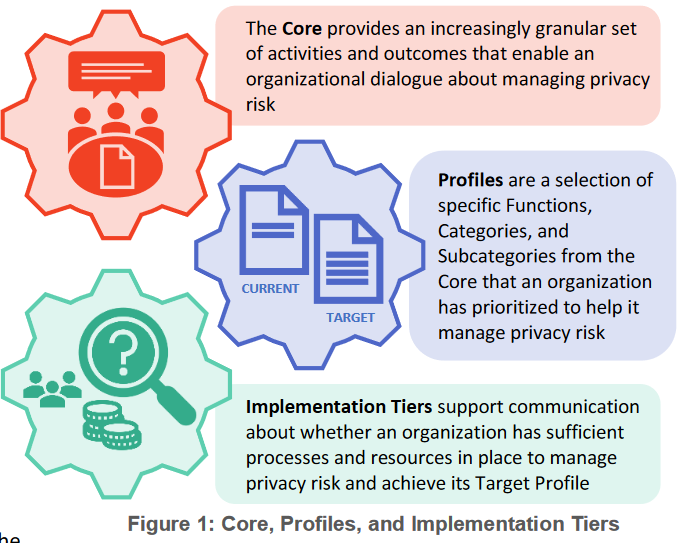 The Core provides an increasingly granular set
of activities and outcomes that enable an
organizational dialogue about managing privacy
risk
Profiles are a selection of
specific Functions,
Categories, and
Subcategories from the
Core that an organization
has prioritized to help it
manage privacy risk
CURRENT
TARGET
?
Implementation Tiers support communication
about whether an organization has sufficient
processes and resources in place to manage
privacy risk and achieve its Target Profile
Figure 1: Core, Profiles, and Implementation Tiers